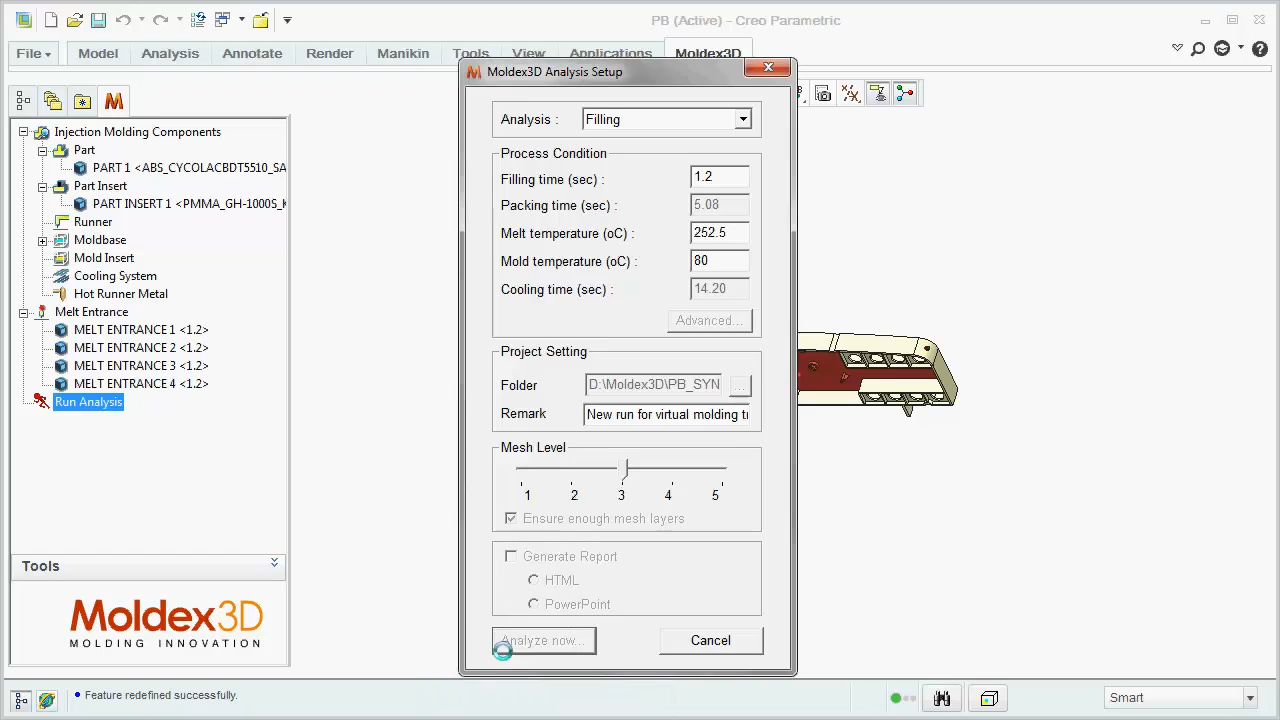 PB (Active) - Creo Parametric
File
Model
Analysis
Annotate
Render
Manikin
Tools
View
Applications
Moldex3D
Moldex3D Analysis Setup
Injection Molding Components
Part
PART 1 <ABS_CYCOLACBDT5510_SA
Part Insert
PART INSERT 1 <PMMA_GH-1000S_K
Runner
Moldbase
Mold Insert
Cooling System
Hot Runner Metal
Melt Entrance
MELT ENTRANCE 1 <1.2>
MELT ENTRANCE 2 <1.2>
MELT ENTRANCE 3 <1.2>
MELT ENTRANCE 4 <1.2>
Run Analysis
Tools
Moldex3D
MOLDING INNOVATION
Analysis : Filling
Process Condition
Filling time (sec) : 1.2
Packing time (sec) : 5.08
Melt temperature (oC) : 252.5
Mold temperature (oC) : 80
Cooling time (sec) : 14.20
Advanced...
Project Setting
Folder D:\Moldex3D\PB_SYN ...
Remark New run for virtual molding tr
Mesh Level
1 2 3 4 5
Ensure enough mesh layers
Generate Report
HTML
PowerPoint
Analyze now...
Cancel
Feature redefined successfully.
Smart